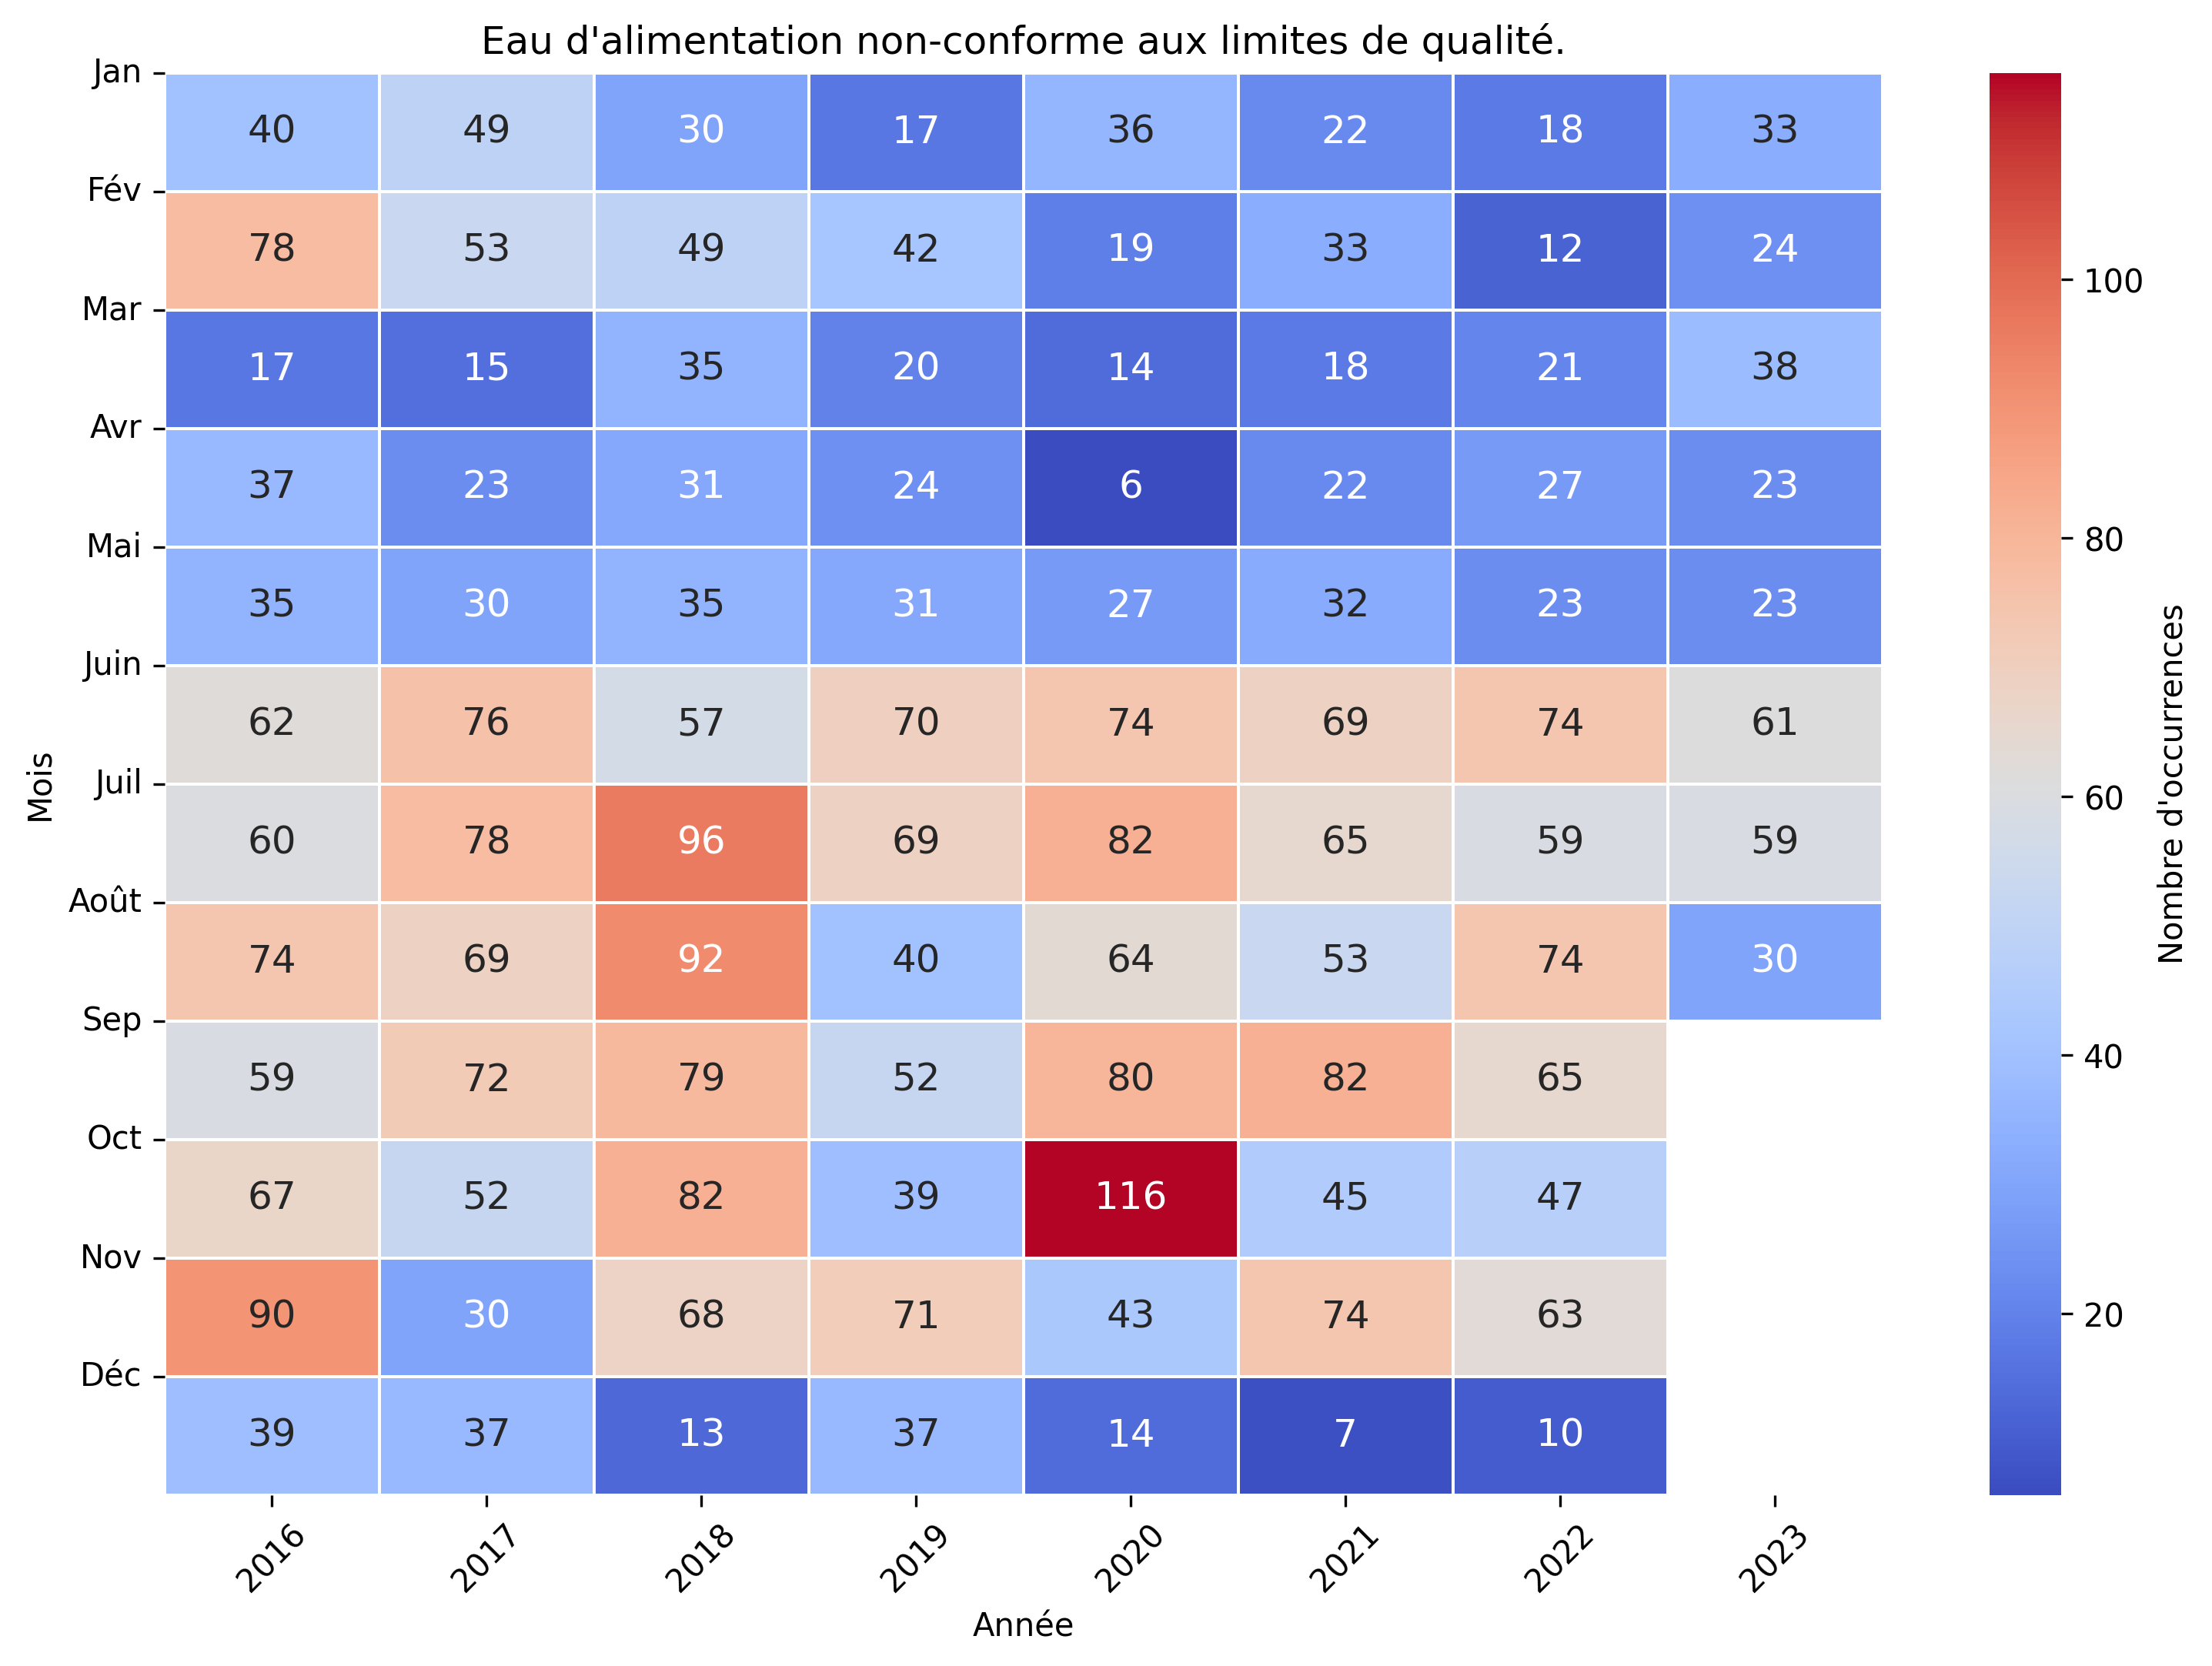 Eau d'alimentation non-conforme aux limites de qualité.
Jan
40 49 30 17 36 22 18 33
Fév
78 53 49 42 19 33 12 24
Mar
17 15 35 20 14 18 21 38
Avr
37 23 31 24 6 22 27 23
Mai
35 30 35 31 27 32 23 23
Juin
62 76 57 70 74 69 74 61
Juil
60 78 96 69 82 65 59 59
Août
74 69 92 40 64 53 74 30
Sep
59 72 79 52 80 82 65
Oct
67 52 82 39 116 45 47
Nov
90 30 68 71 43 74 63
Déc
39 37 13 37 14 7 10
2016 2017 2018 2019 2020 2021 2022 2023
Année
Mois
100
80
60
40
20
Nombre d'occurrences